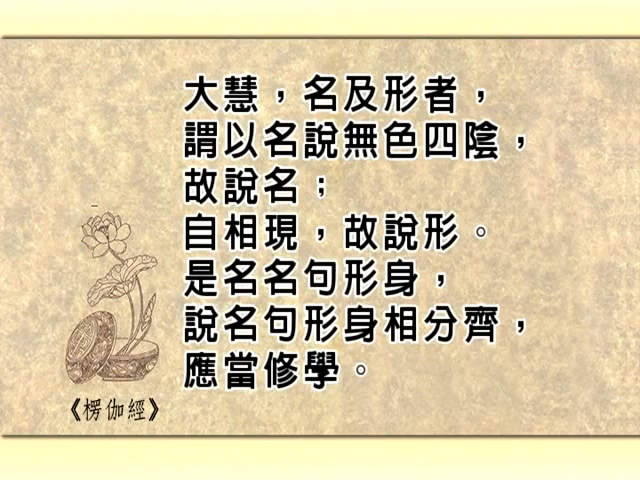 大慧，名及形者，
謂以名說無色四陰，
故說名；
自相現，故說形。
是名名句形身，
說名句形身相分齊，
應當修學。
《楞伽經》